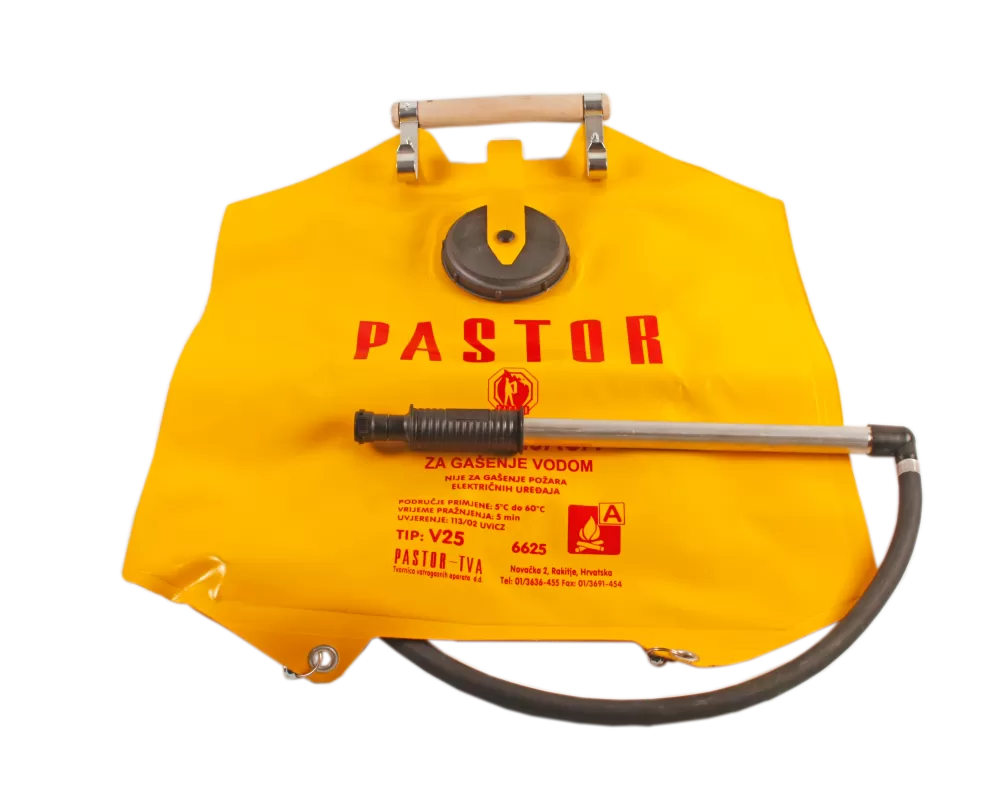 PASTOR
ZA GAŠENJE VODOM
NIJE ZA GAŠENJE POŽARA
ELEKTRIČNIH UREĐAJA
PODRUČJE PRIMJENE: 5°C do 60°C
VRIJEME PRAŽNJENJA: 5 min
UVJERENJE: 113/02 UVICZ
TIP: V25
6625
A
PASTOR-TVA
Tvornica vatrogasnih aparata d.d.
Novačka 2, Rakitje, Hrvatska
Tel: 01/3636-455 Fax: 01/3691-454